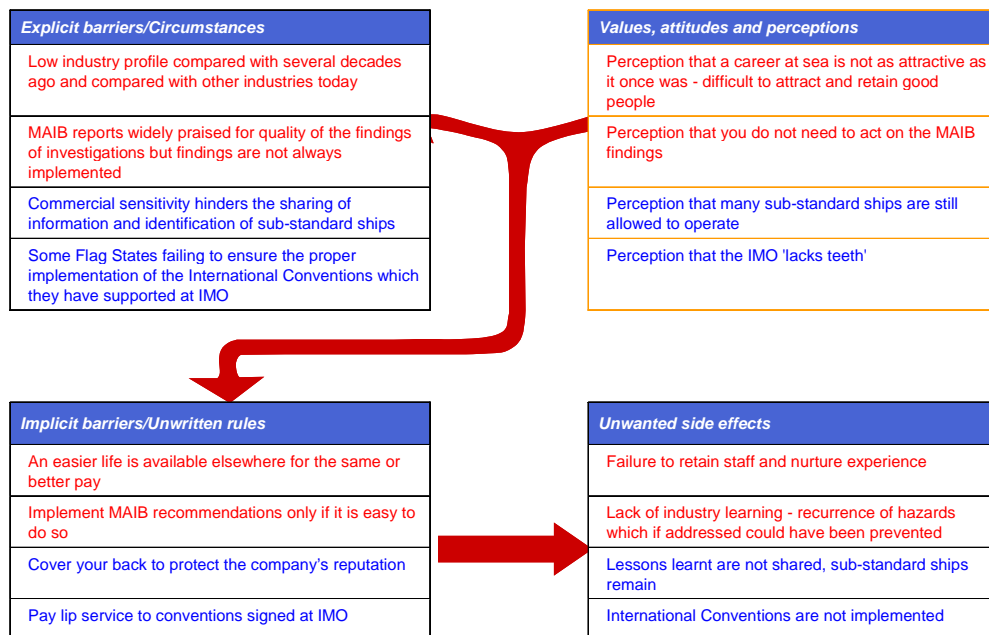 Explicit barriers/Circumstances
Low industry profile compared with several decades
ago and compared with other industries today
MAIB reports widely praised for quality of the findings
of investigations but findings are not always
implemented
Commercial sensitivity hinders the sharing of
information and identification of sub-standard ships
Some Flag States failing to ensure the proper
implementation of the International Conventions which
they have supported at IMO
Values, attitudes and perceptions
Perception that a career at sea is not as attractive as
it once was - difficult to attract and retain good
people
Perception that you do not need to act on the MAIB
findings
Perception that many sub-standard ships are still
allowed to operate
Perception that the IMO 'lacks teeth'
Implicit barriers/Unwritten rules
An easier life is available elsewhere for the same or
better pay
Implement MAIB recommendations only if it is easy to
do so
Cover your back to protect the company's reputation
Pay lip service to conventions signed at IMO
Unwanted side effects
Failure to retain staff and nurture experience
Lack of industry learning - recurrence of hazards
which if addressed could have been prevented
Lessons learnt are not shared, sub-standard ships
remain
International Conventions are not implemented